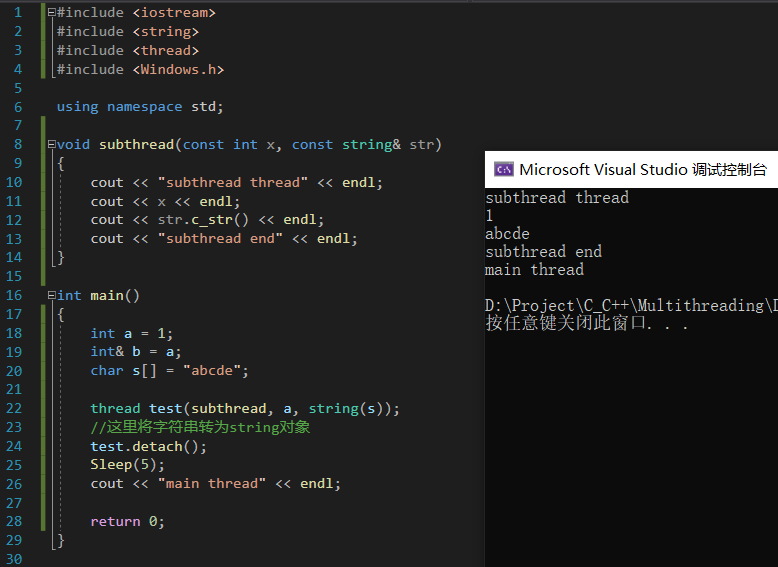 1 #include <iostream>
2 #include <string>
3 #include <thread>
4 #include <Windows.h>
5
6 using namespace std;
7
8 void subthread(const int x, const string& str)
9 {
10 cout << "subthread thread" << endl;
11 cout << x << endl;
12 cout << str.c_str() << endl;
13 cout << "subthread end" << endl;
14 }
15
16 int main()
17 {
18 int a = 1;
19 int& b = a;
20 char s[] = "abcde";
21
22 thread test(subthread, a, string(s));
23 //这里将字符串转为string对象
24 test.detach();
25 Sleep(5);
26 cout << "main thread" << endl;
27
28 return 0;
29 }
30
Microsoft Visual Studio 调试控制台
subthread thread
1
abcde
subthread end
main thread
D:\Project\C_C++\Multithreading\
按任意键关闭此窗口. . .